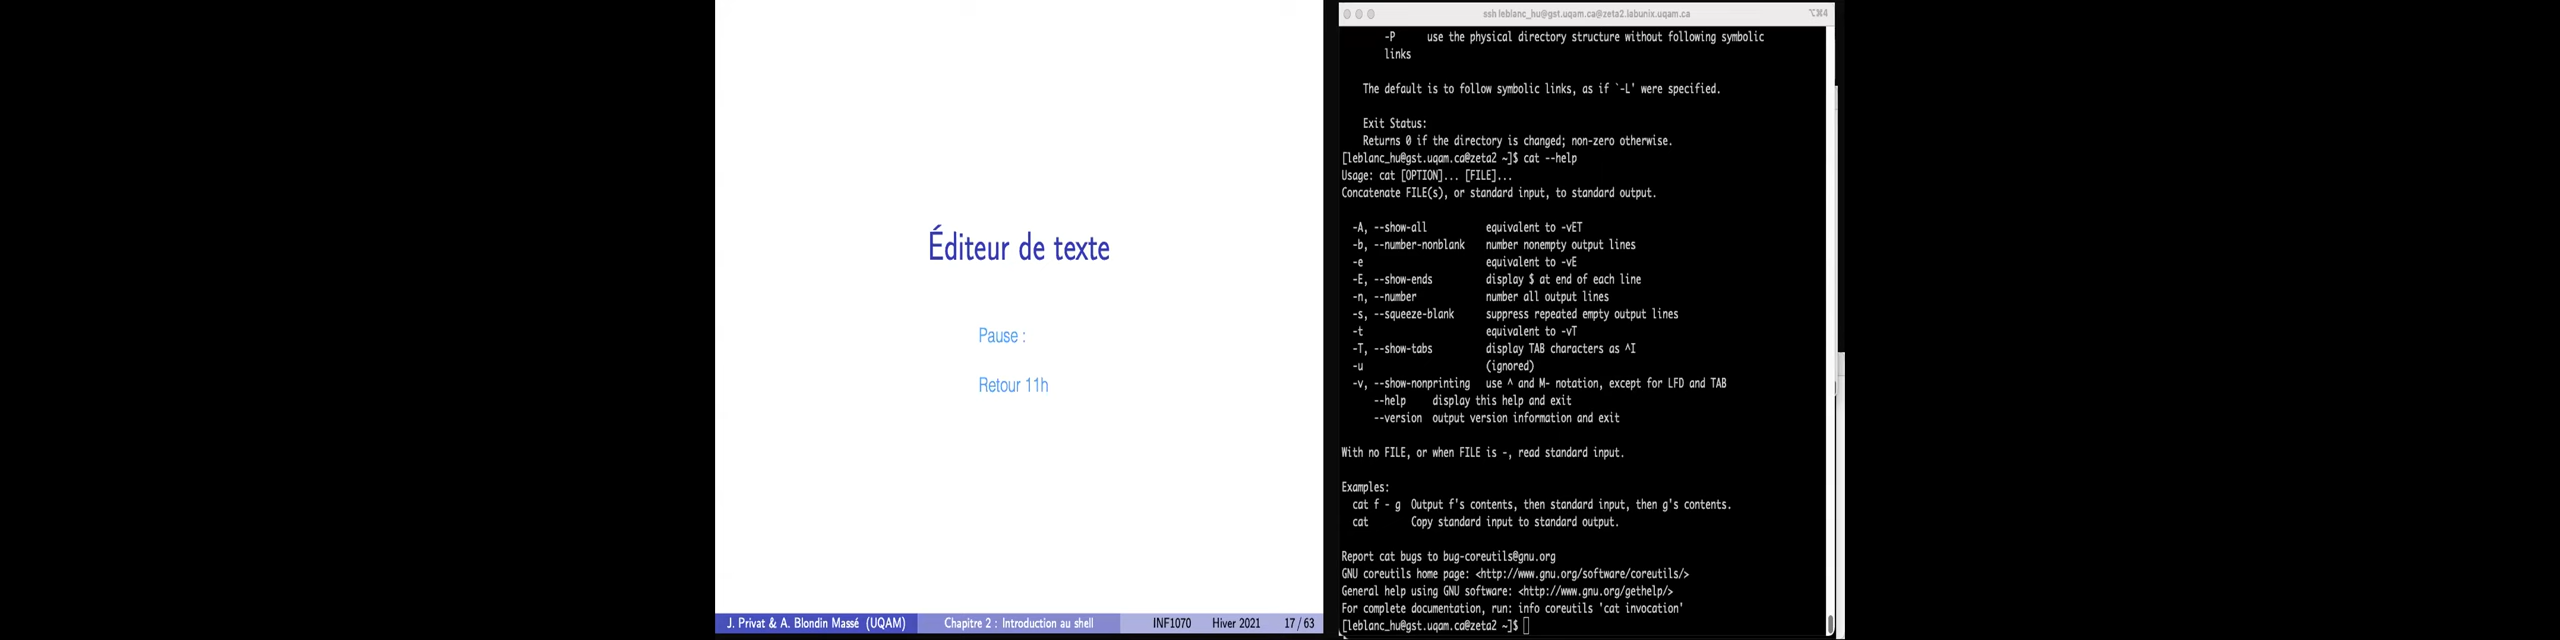 Éditeur de texte
Pause :
Retour 11h
J. Privat & A. Blondin Massé (UQAM) Chapitre 2 : Introduction au shell INF1070 Hiver 2021 17 / 63
ssh leblanc_hu@gst.uqam.ca@zeta2.labunix.uqam.ca ⌥⌘4
-P use the physical directory structure without following symbolic
links
The default is to follow symbolic links, as if `-L' were specified.
Exit Status:
Returns 0 if the directory is changed; non-zero otherwise.
[leblanc_hu@gst.uqam.ca@zeta2 ~]$ cat --help
Usage: cat [OPTION]... [FILE]...
Concatenate FILE(s), or standard input, to standard output.
-A, --show-all equivalent to -vET
-b, --number-nonblank number nonempty output lines
-e equivalent to -vE
-E, --show-ends display $ at end of each line
-n, --number number all output lines
-s, --squeeze-blank suppress repeated empty output lines
-t equivalent to -vT
-T, --show-tabs display TAB characters as ^I
-u (ignored)
-v, --show-nonprinting use ^ and M- notation, except for LFD and TAB
--help display this help and exit
--version output version information and exit
With no FILE, or when FILE is -, read standard input.
Examples:
cat f - g Output f's contents, then standard input, then g's contents.
cat Copy standard input to standard output.
Report cat bugs to bug-coreutils@gnu.org
GNU coreutils home page: <http://www.gnu.org/software/coreutils/>
General help using GNU software: <http://www.gnu.org/gethelp/>
For complete documentation, run: info coreutils 'cat invocation'
[leblanc_hu@gst.uqam.ca@zeta2 ~]$